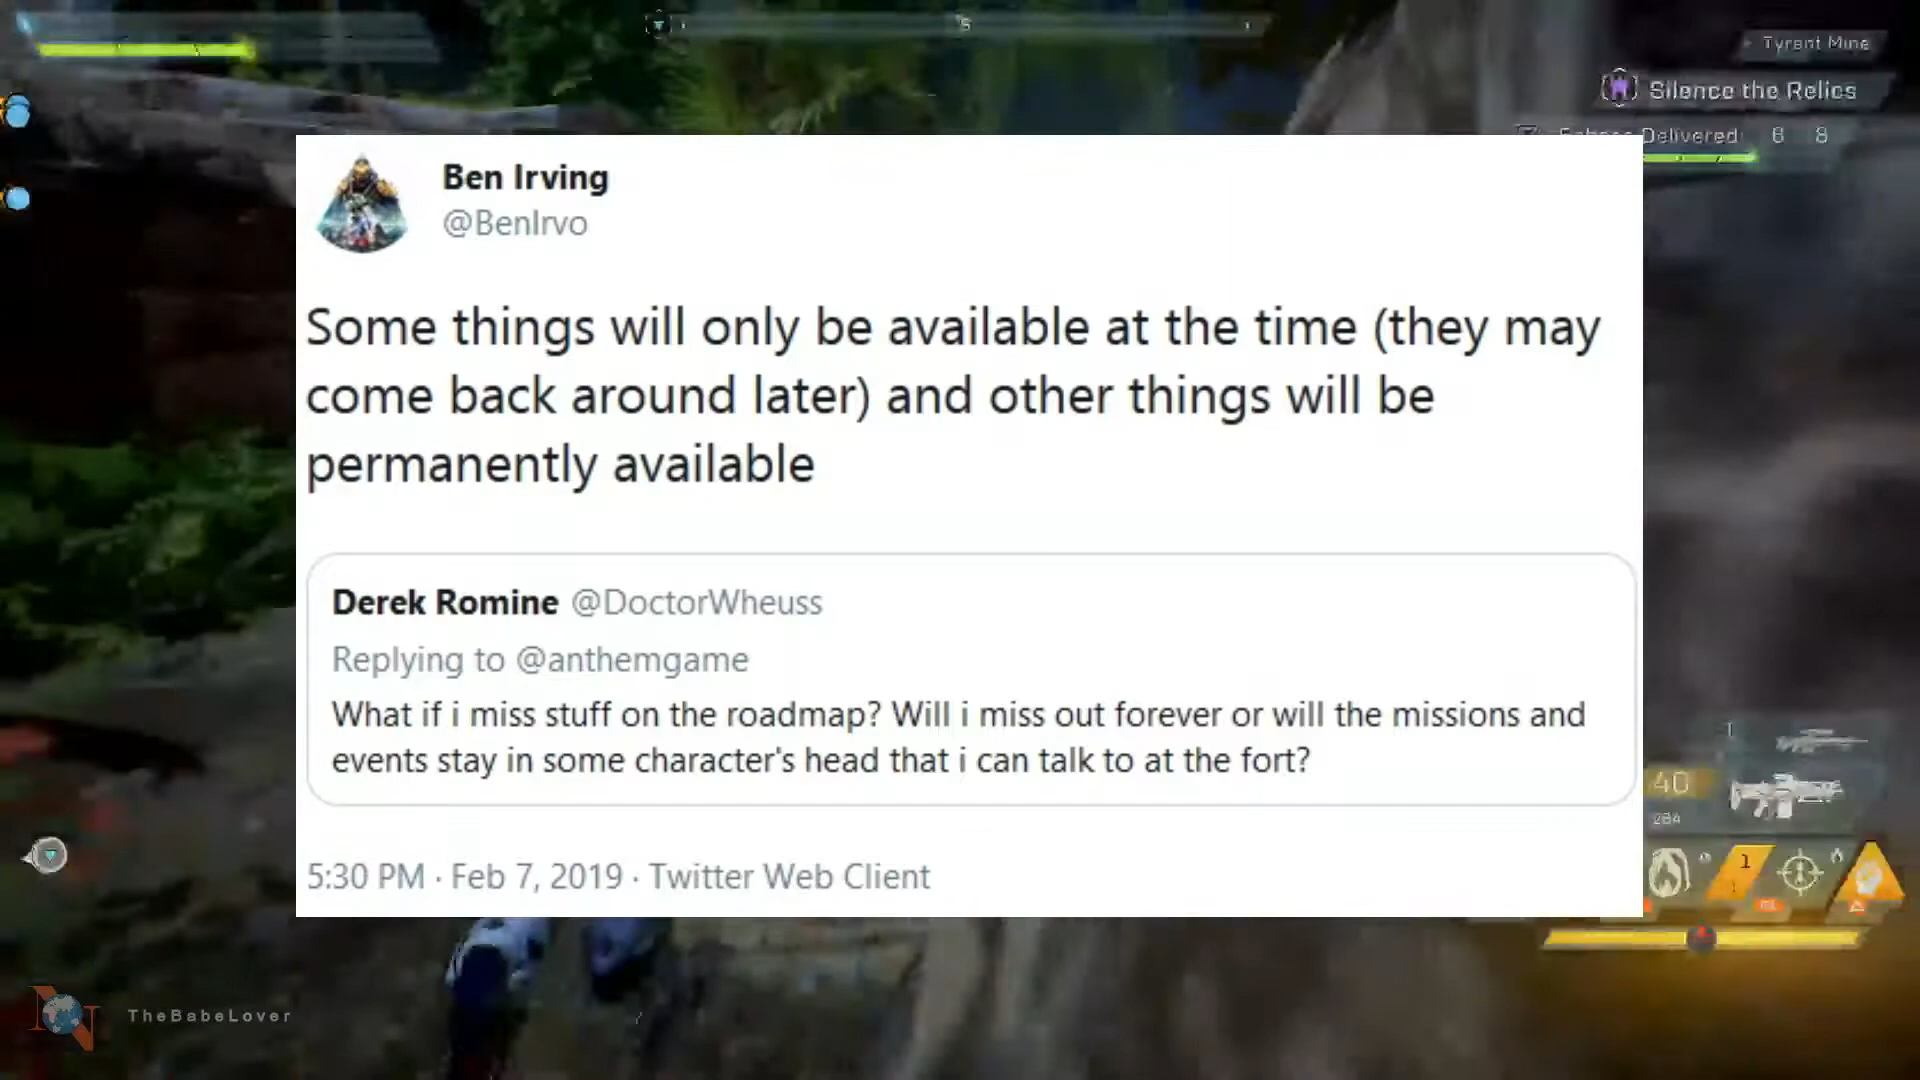 Tyrant Mine
Silence the Relics
Delivered 6 8
Ben Irving
@BenIrvo
Some things will only be available at the time (they may
come back around later) and other things will be
permanently available
Derek Romine @DoctorWheuss
Replying to @anthemgame
What if i miss stuff on the roadmap? Will i miss out forever or will the missions and
events stay in some character's head that i can talk to at the fort?
5:30 PM · Feb 7, 2019 · Twitter Web Client
40
284
1
TheBabeLover